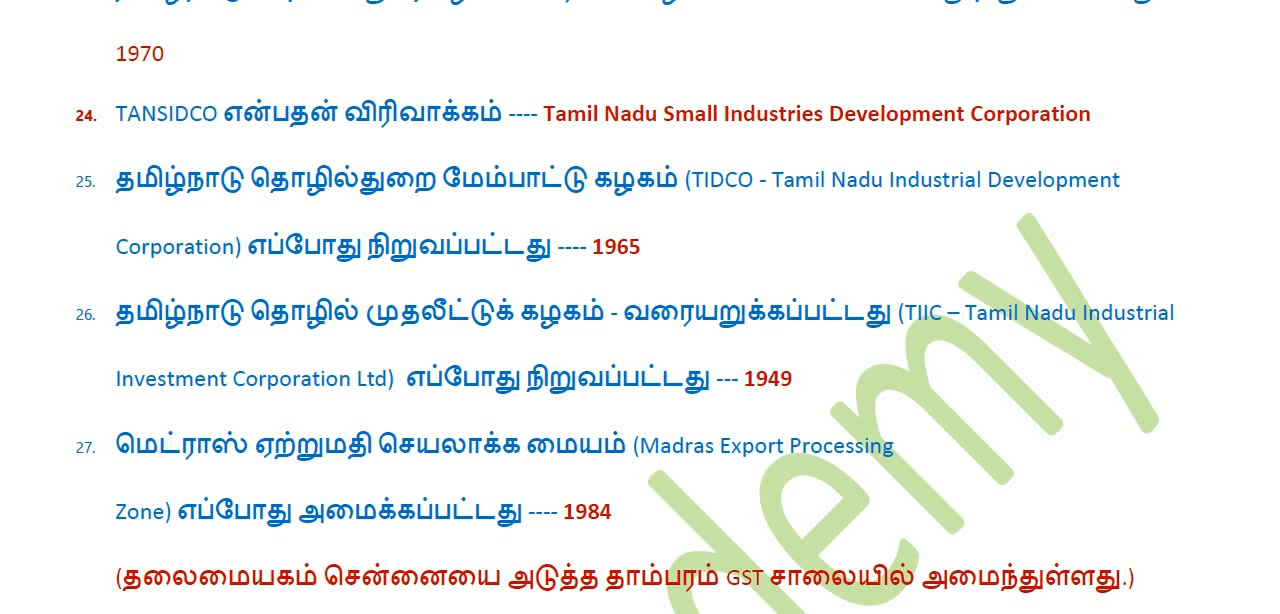 1970
24. TANSIDCO என்பதன் விரிவாக்கம் ---- Tamil Nadu Small Industries Development Corporation
25. தமிழ்நாடு தொழில்துறை மேம்பாட்டு கழகம் (TIDCO - Tamil Nadu Industrial Development
Corporation) எப்போது நிறுவப்பட்டது ---- 1965
26. தமிழ்நாடு தொழில் முதலீட்டுக் கழகம் - வரையறுக்கப்பட்டது (TIIC – Tamil Nadu Industrial
Investment Corporation Ltd) எப்போது நிறுவப்பட்டது --- 1949
27. மெட்ராஸ் ஏற்றுமதி செயலாக்க மையம் (Madras Export Processing
Zone) எப்போது அமைக்கப்பட்டது ---- 1984
(தலைமையகம் சென்னையை அடுத்த தாம்பரம் GST சாலையில் அமைந்துள்ளது.)
demy